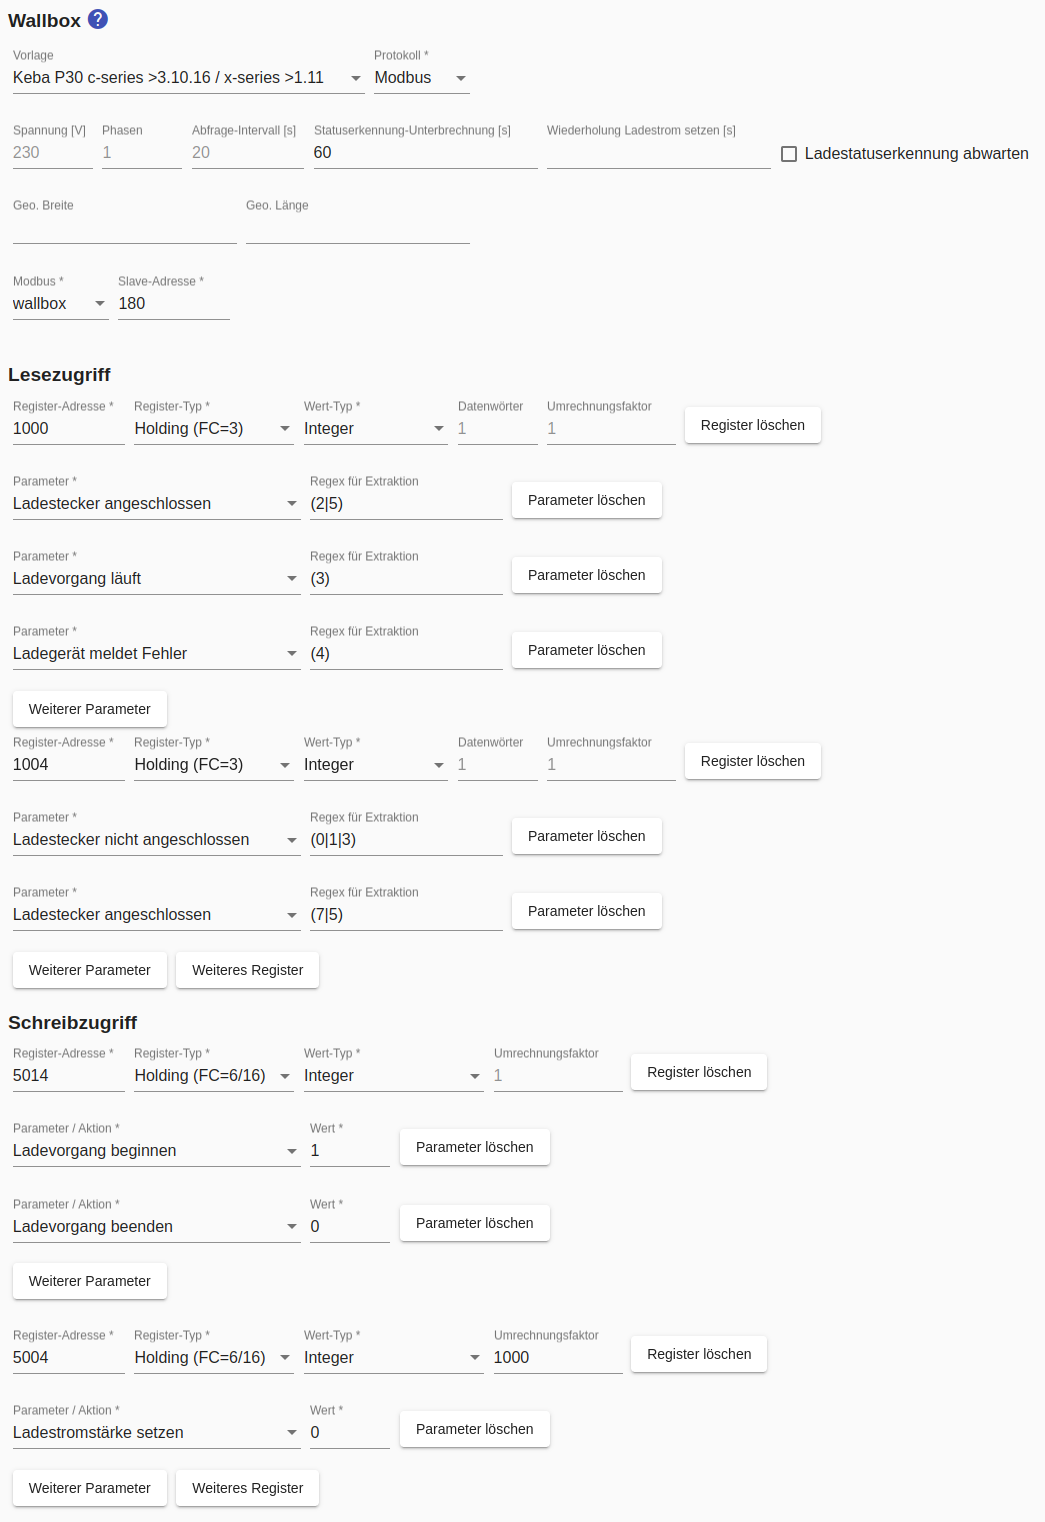 Wallbox ?
Vorlage Protokoll *
Keba P30 c-series >3.10.16 / x-series >1.11 Modbus
Spannung [V] Phasen Abfrage-Intervall [s] Statuserkennung-Unterbrechnung [s] Wiederholung Ladestrom setzen [s]
230 1 20 60 Ladestatuserkennung abwarten
Geo. Breite Geo. Länge
Modbus * Slave-Adresse *
wallbox 180
Lesezugriff
Register-Adresse * Register-Typ * Wert-Typ * Datenwörter Umrechnungsfaktor
1000 Holding (FC=3) Integer 1 1 Register löschen
Parameter * Regex für Extraktion
Ladestecker angeschlossen (2|5) Parameter löschen
Parameter * Regex für Extraktion
Ladevorgang läuft (3) Parameter löschen
Parameter * Regex für Extraktion
Ladegerät meldet Fehler (4) Parameter löschen
Weiterer Parameter
Register-Adresse * Register-Typ * Wert-Typ * Datenwörter Umrechnungsfaktor
1004 Holding (FC=3) Integer 1 1 Register löschen
Parameter * Regex für Extraktion
Ladestecker nicht angeschlossen (0|1|3) Parameter löschen
Parameter * Regex für Extraktion
Ladestecker angeschlossen (7|5) Parameter löschen
Weiterer Parameter Weiteres Register
Schreibzugriff
Register-Adresse * Register-Typ * Wert-Typ * Umrechnungsfaktor
5014 Holding (FC=6/16) Integer 1 Register löschen
Parameter / Aktion * Wert *
Ladevorgang beginnen 1 Parameter löschen
Parameter / Aktion * Wert *
Ladevorgang beenden 0 Parameter löschen
Weiterer Parameter
Register-Adresse * Register-Typ * Wert-Typ * Umrechnungsfaktor
5004 Holding (FC=6/16) Integer 1000 Register löschen
Parameter / Aktion * Wert *
Ladestromstärke setzen 0 Parameter löschen
Weiterer Parameter Weiteres Register